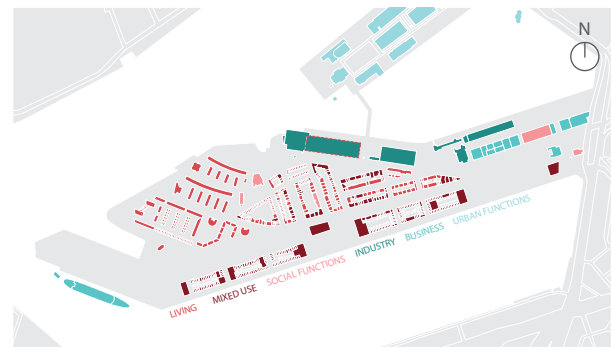 N
LIVING
MIXED USE
SOCIAL FUNCTIONS
INDUSTRY
BUSINESS
URBAN FUNCTIONS